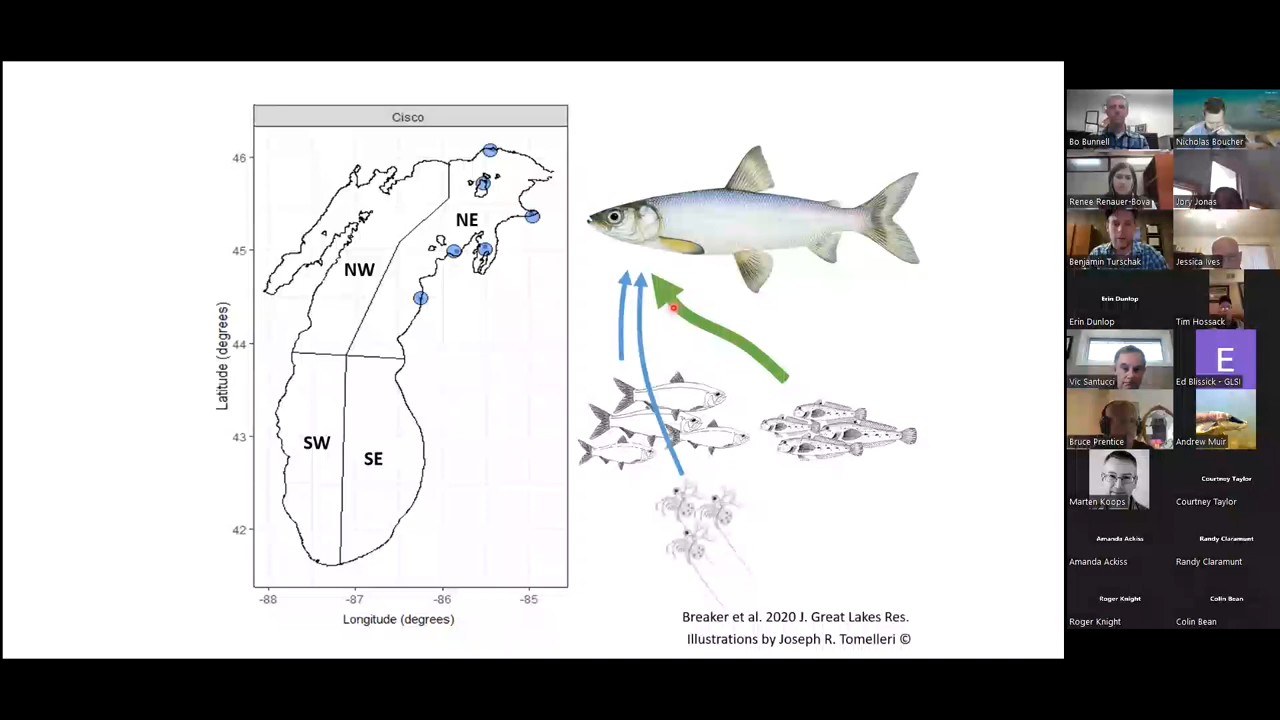 Cisco
46
45
44
43
42
Latitude (degrees)
NW
NE
SW
SE
-88
-87
-86
-85
Longitude (degrees)
Breaker et al. 2020 J. Great Lakes Res.
Illustrations by Joseph R. Tomelleri ©
Bo Bunnell
Nicholas Boucher
Renee Renauer-Bova
Jory Jonas
Benjamin Turschak
Jessica Ives
Erin Dunlop
Erin Dunlop
Tim Hossack
Vic Santucci
E
Ed Blissick - GLSI
Bruce Prentice
Andrew Muir
Marten Koops
Courtney Taylor
Courtney Taylor
Amanda Ackiss
Amanda Ackiss
Randy Claramunt
Randy Claramunt
Roger Knight
Roger Knight
Colin Bean
Colin Bean